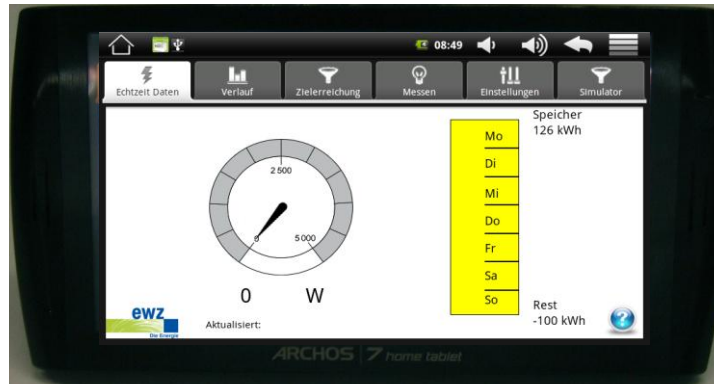 08:49
Echtzeit Daten
Verlauf
Zielerreichung
Messen
Einstellungen
Simulator
2 500
0
5 000
0 W
Aktualisiert:
Mo
Di
Mi
Do
Fr
Sa
So
Speicher
126 kWh
Rest
-100 kWh
ewz
Die Energie
?
ARCHOS 7 home tablet